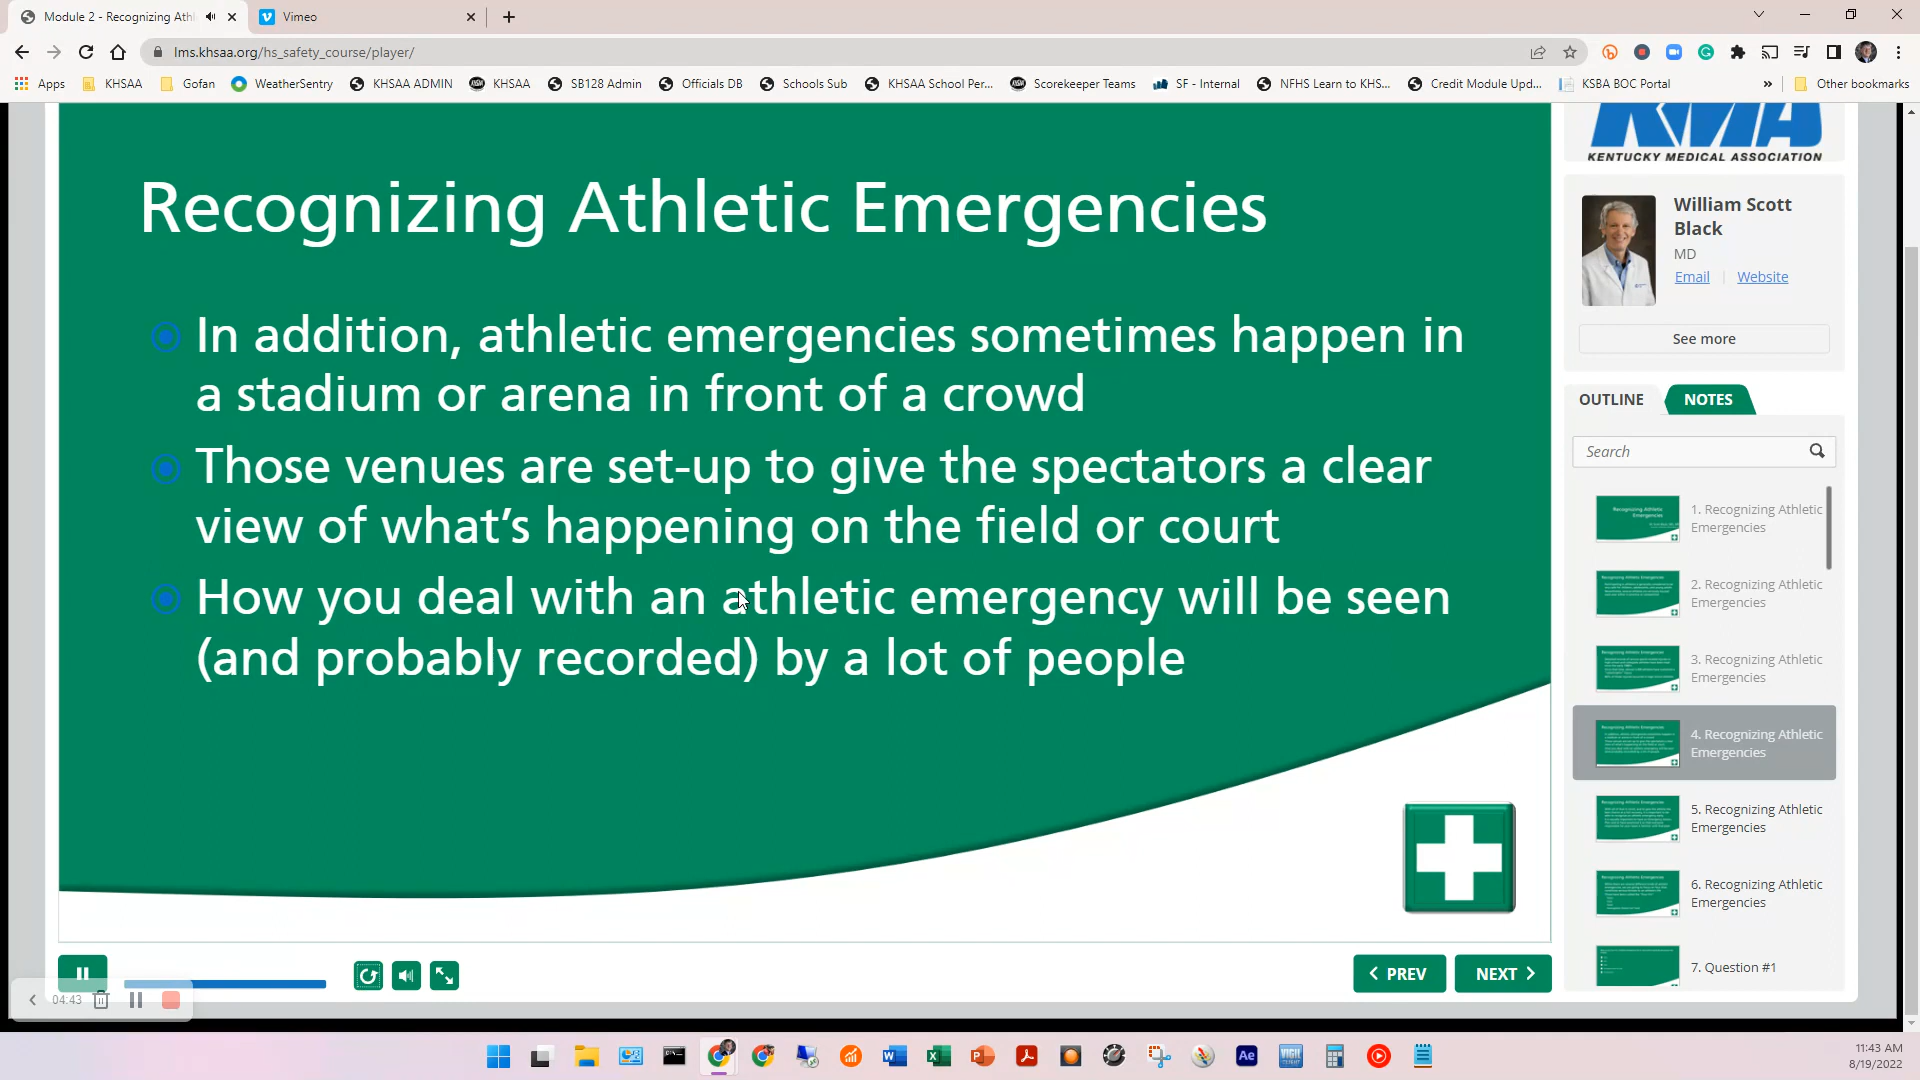 Module 2 - Recognizing Ath
Vimeo
lms.khsaa.org/hs_safety_course/player/
Apps
KHSAA
Gofan
WeatherSentry
KHSAA ADMIN
KHSAA
SB128 Admin
Officials DB
Schools Sub
KHSAA School Per...
Scorekeeper Teams
SF - Internal
NFHS Learn to KHS...
Credit Module Upd...
KSBA BOC Portal
»
Other bookmarks
Recognizing Athletic Emergencies
In addition, athletic emergencies sometimes happen in
a stadium or arena in front of a crowd
Those venues are set-up to give the spectators a clear
view of what's happening on the field or court
How you deal with an athletic emergency will be seen
(and probably recorded) by a lot of people
KMA
KENTUCKY MEDICAL ASSOCIATION
William Scott
Black
MD
Email | Website
See more
OUTLINE
NOTES
Search
1. Recognizing Athletic
Emergencies
2. Recognizing Athletic
Emergencies
3. Recognizing Athletic
Emergencies
4. Recognizing Athletic
Emergencies
5. Recognizing Athletic
Emergencies
6. Recognizing Athletic
Emergencies
7. Question #1
PREV
NEXT
04:43
Ae
VIGIL
11:43 AM
8/19/2022